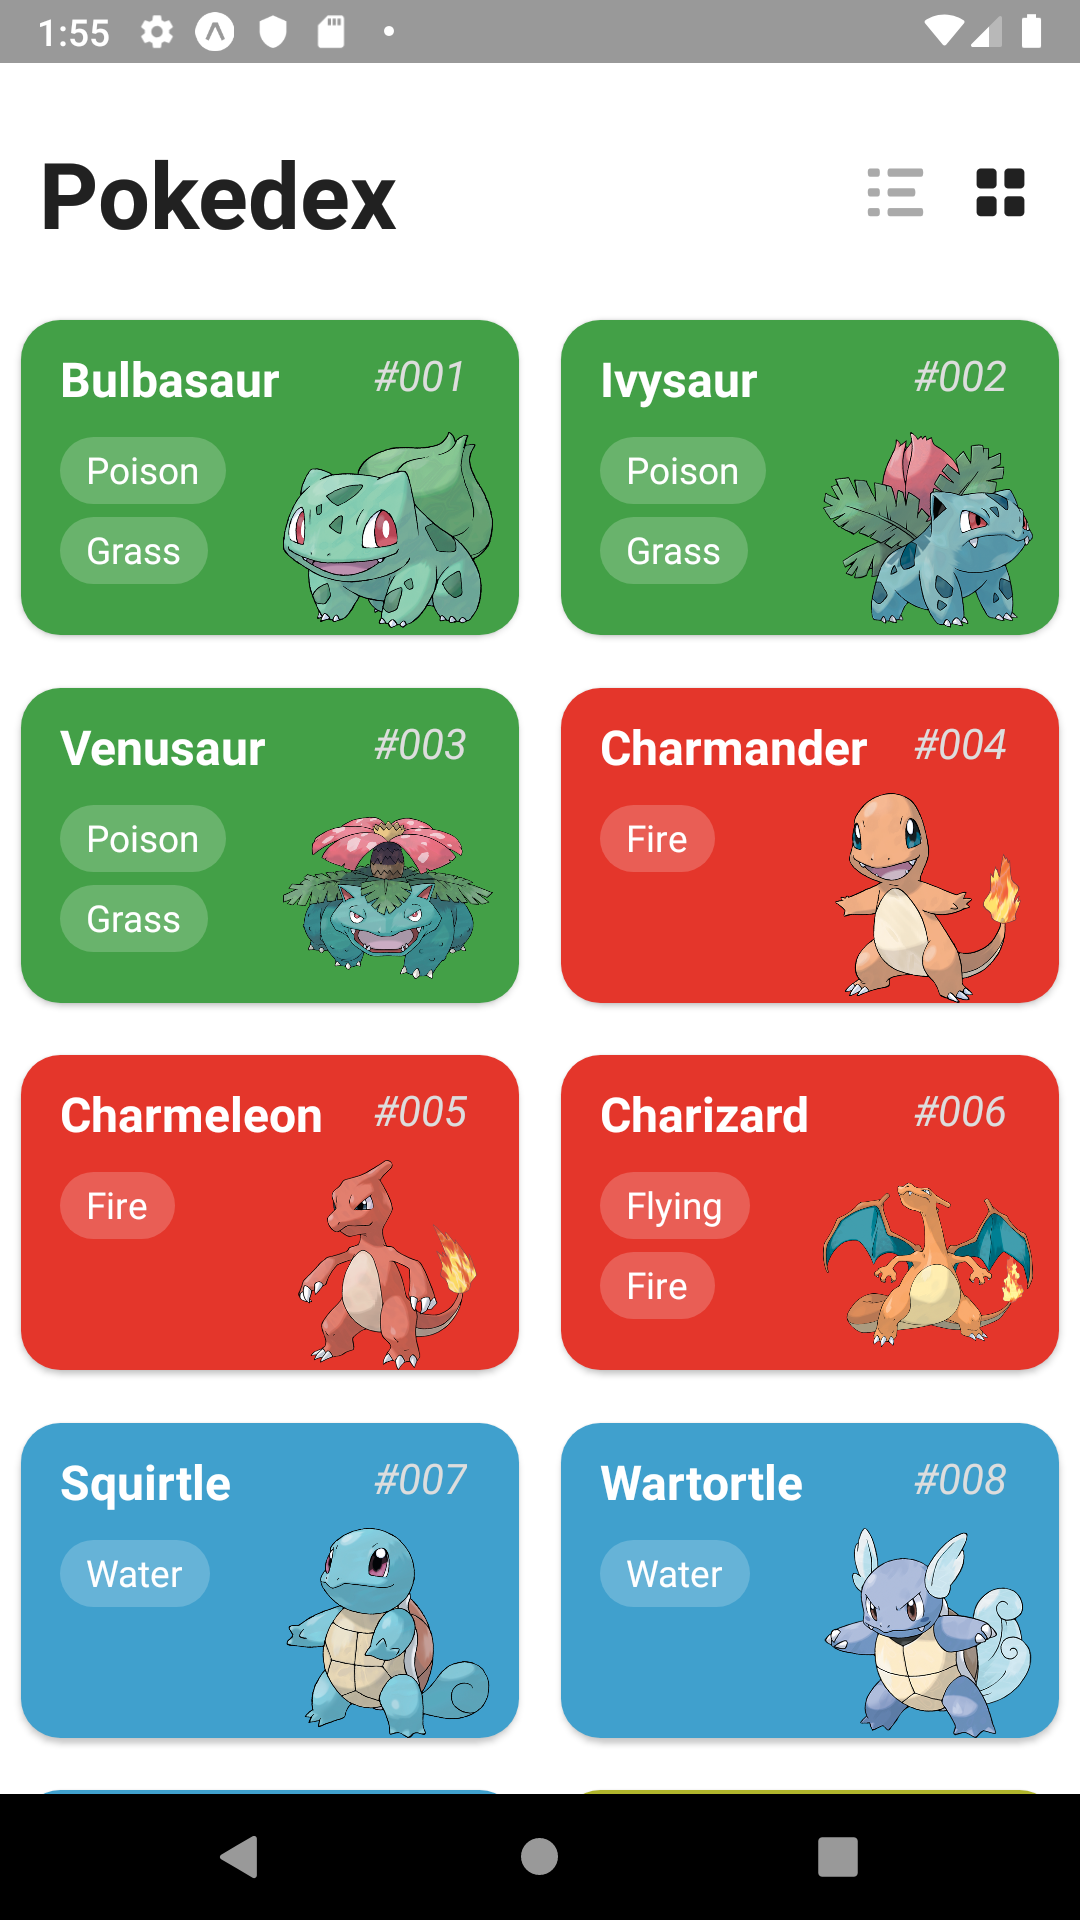 1:55
Pokedex
Bulbasaur #001
Poison
Grass
Ivysaur #002
Poison
Grass
Venusaur #003
Poison
Grass
Charmander #004
Fire
Charmeleon #005
Fire
Charizard #006
Flying
Fire
Squirtle #007
Water
Wartortle #008
Water